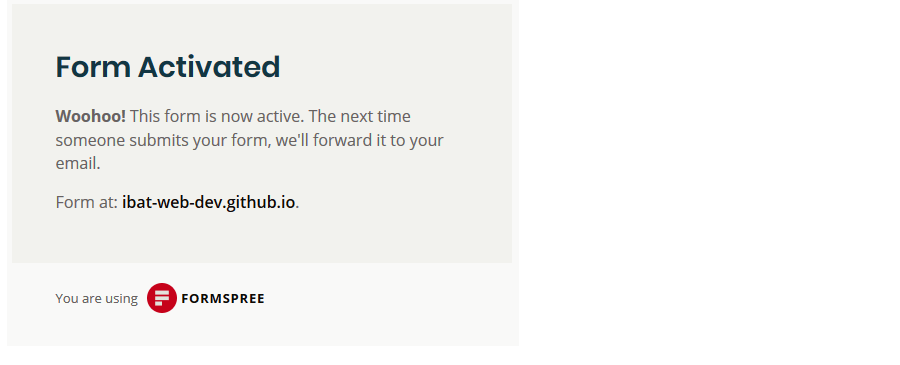 Form Activated
Woohoo! This form is now active. The next time
someone submits your form, we'll forward it to your
email.
Form at: ibat-web-dev.github.io.
You are using FORMSPREE